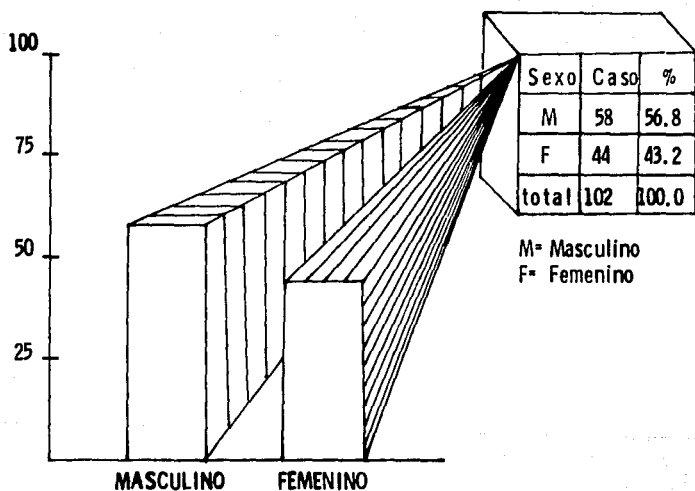 100
75
50
25
MASCULINO FEMENINO
Sexo Caso %
M 58 56.8
F 44 43.2
total 102 100.0
M= Masculino
F= Femenino